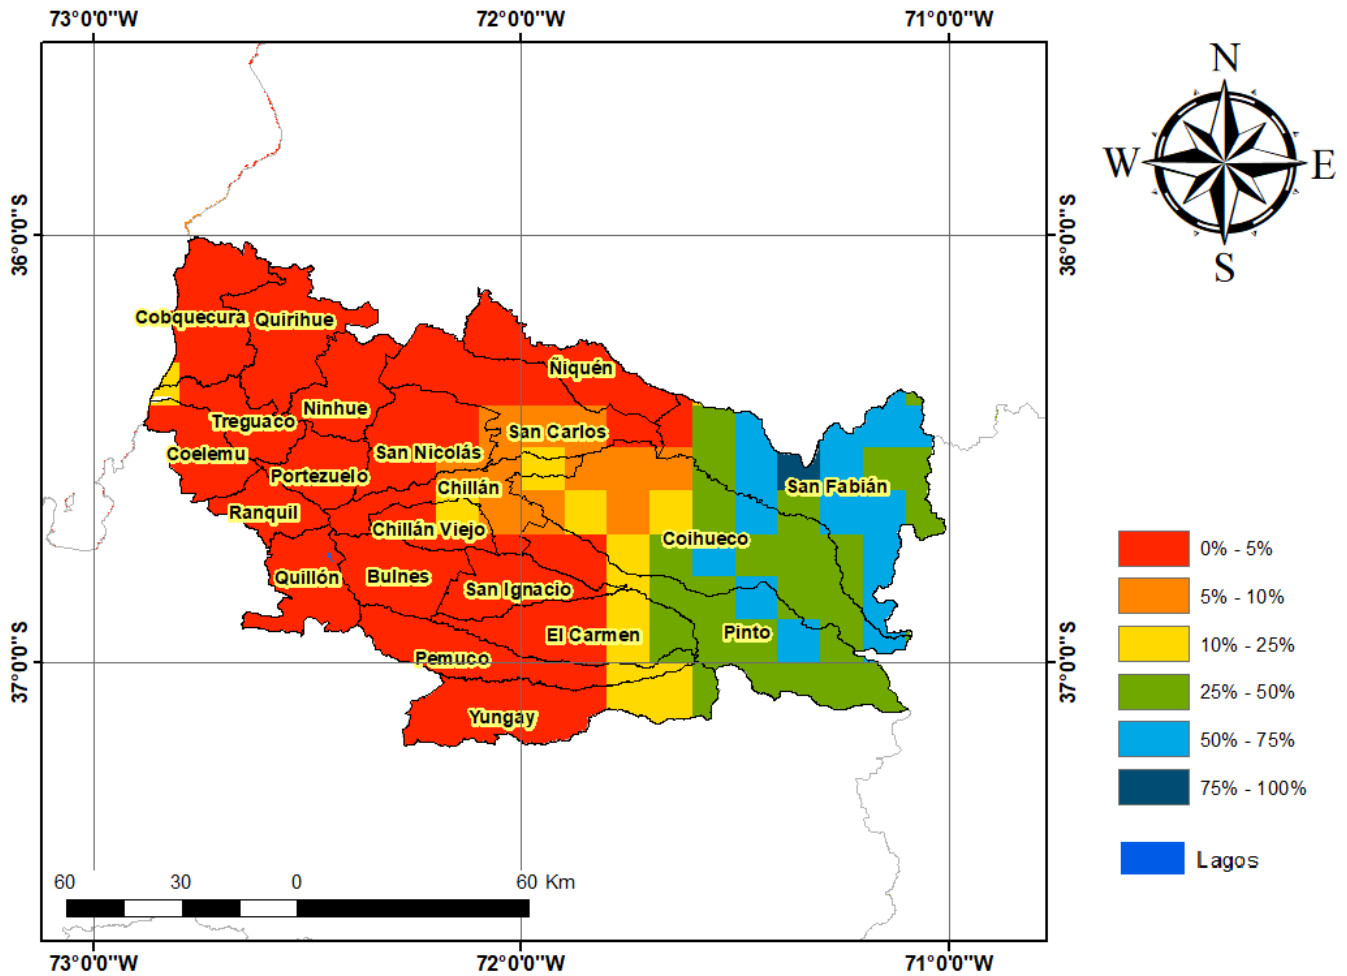 73°0'0"W 72°0'0"W 71°0'0"W
N
W E
S
36°0'0"S 36°0'0"S
Cobquecura Quirihue
Ñiquén
Ninhue
Treguaco San Carlos
Coelemu San Nicolás
Portezuelo Chillán San Fabián
Ranquil
Chillán Viejo Coihueco
Quillón Bulnes San Ignacio
El Carmen Pinto
Pemuco
37°0'0"S 37°0'0"S
Yungay
0% - 5%
5% - 10%
10% - 25%
25% - 50%
50% - 75%
75% - 100%
Lagos
60 30 0 60 Km
73°0'0"W 72°0'0"W 71°0'0"W